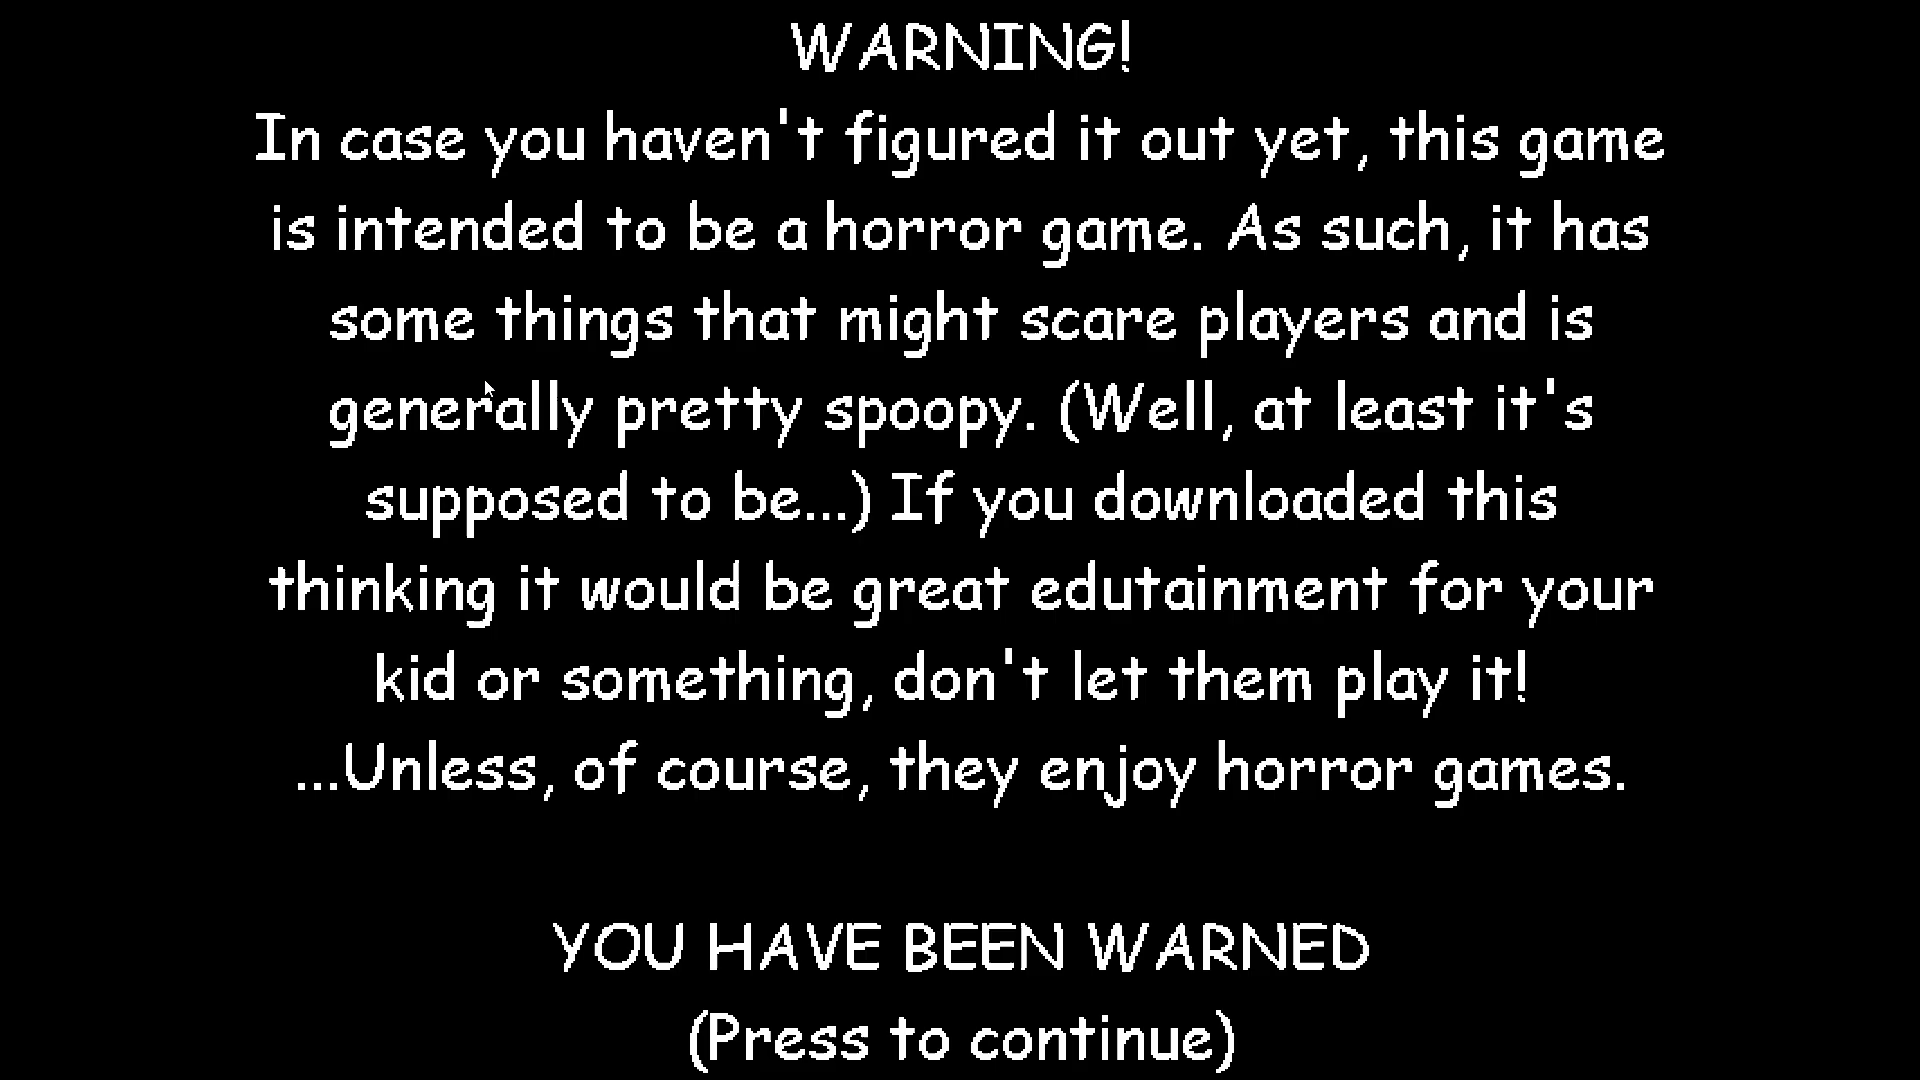 WARNING!
In case you haven't figured it out yet, this game
is intended to be a horror game. As such, it has
some things that might scare players and is
generally pretty spoopy. (Well, at least it's
supposed to be...) If you downloaded this
thinking it would be great edutainment for your
kid or something, don't let them play it!
...Unless, of course, they enjoy horror games.
YOU HAVE BEEN WARNED
(Press to continue)